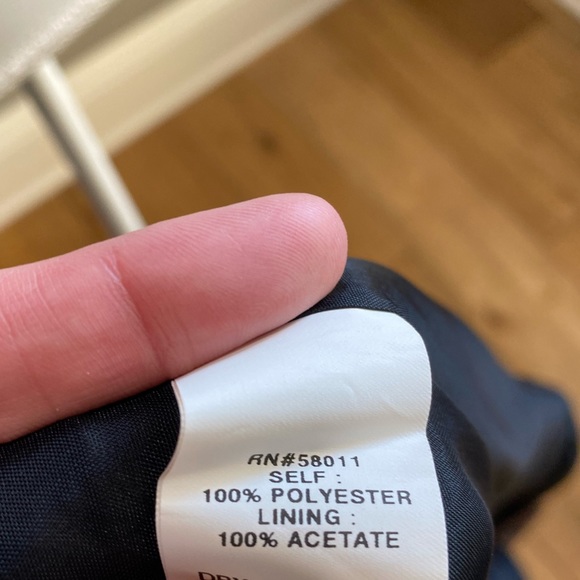 RN#58011
SELF :
100% POLYESTER
LINING :
100% ACETATE